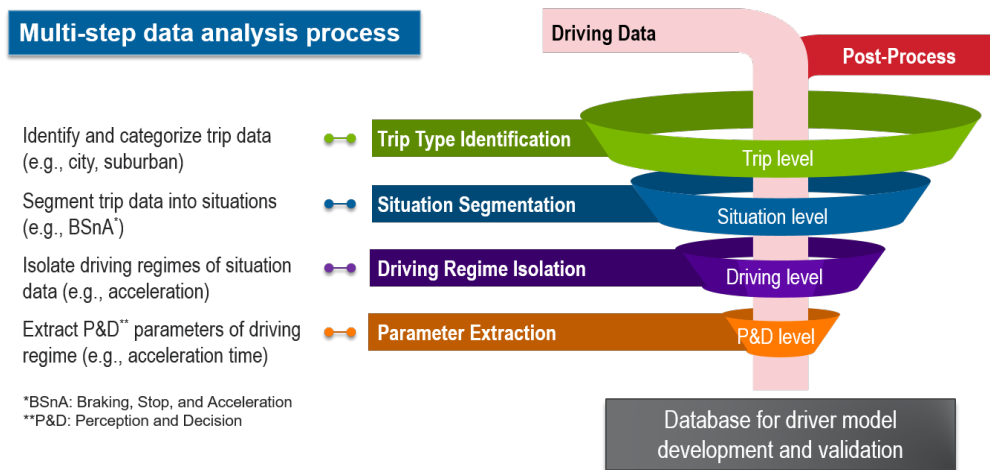 Multi-step data analysis process
Driving Data
Post-Process
Identify and categorize trip data
(e.g., city, suburban)
Trip Type Identification
Trip level
Segment trip data into situations
(e.g., BSnA*)
Situation Segmentation
Situation level
Isolate driving regimes of situation
data (e.g., acceleration)
Driving Regime Isolation
Driving level
Extract P&D** parameters of driving
regime (e.g., acceleration time)
Parameter Extraction
P&D level
*BSnA: Braking, Stop, and Acceleration
**P&D: Perception and Decision
Database for driver model
development and validation